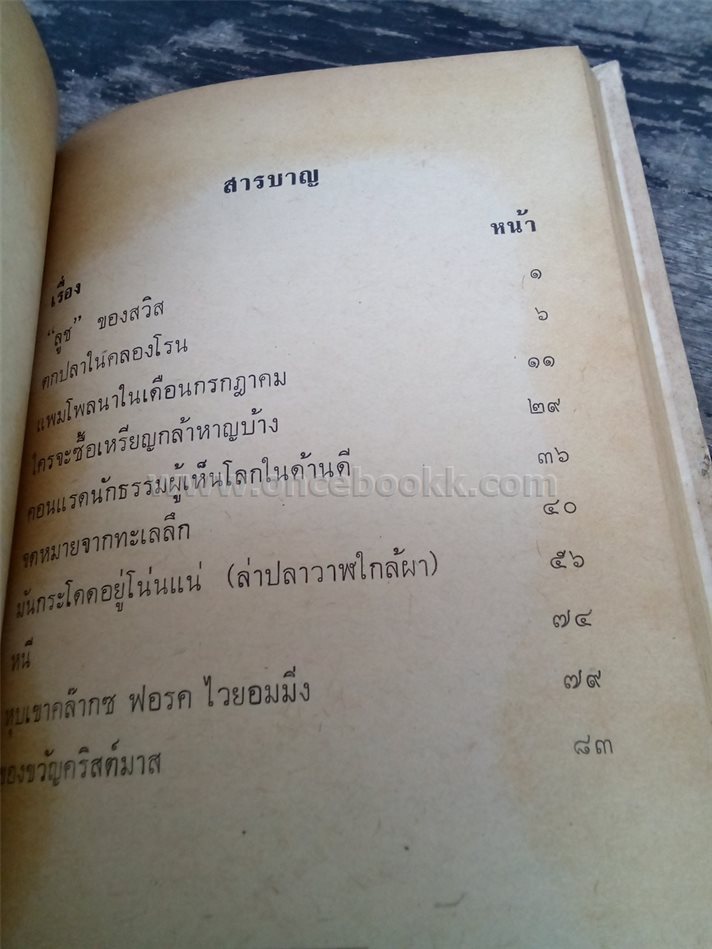 สารบาญ
เรื่อง หน้า
“ลูช” ของสวิส ๑
ตกปลาในคลองโรน ๖
แพมโพลนาในเดือนกรกฎาคม ๑๑
ใครจะซื้อเหรียญกล้าหาญบ้าง ๒๙
คอนแรดนักธรรมผู้เห็นโลกในด้านดี ๓๖
จดหมายจากทะเลลึก ๔๐
มันกระโดดอยู่โน่นแน่ (ล่าปลาวาฬใกล้ผา) ๕๖
หนี ๗๔
หุบเขาคล๊ากซ ฟอรค ไวยอมมิ่ง ๗๙
ของขวัญคริสต์มาส ๘๓
www.oncebookk.com